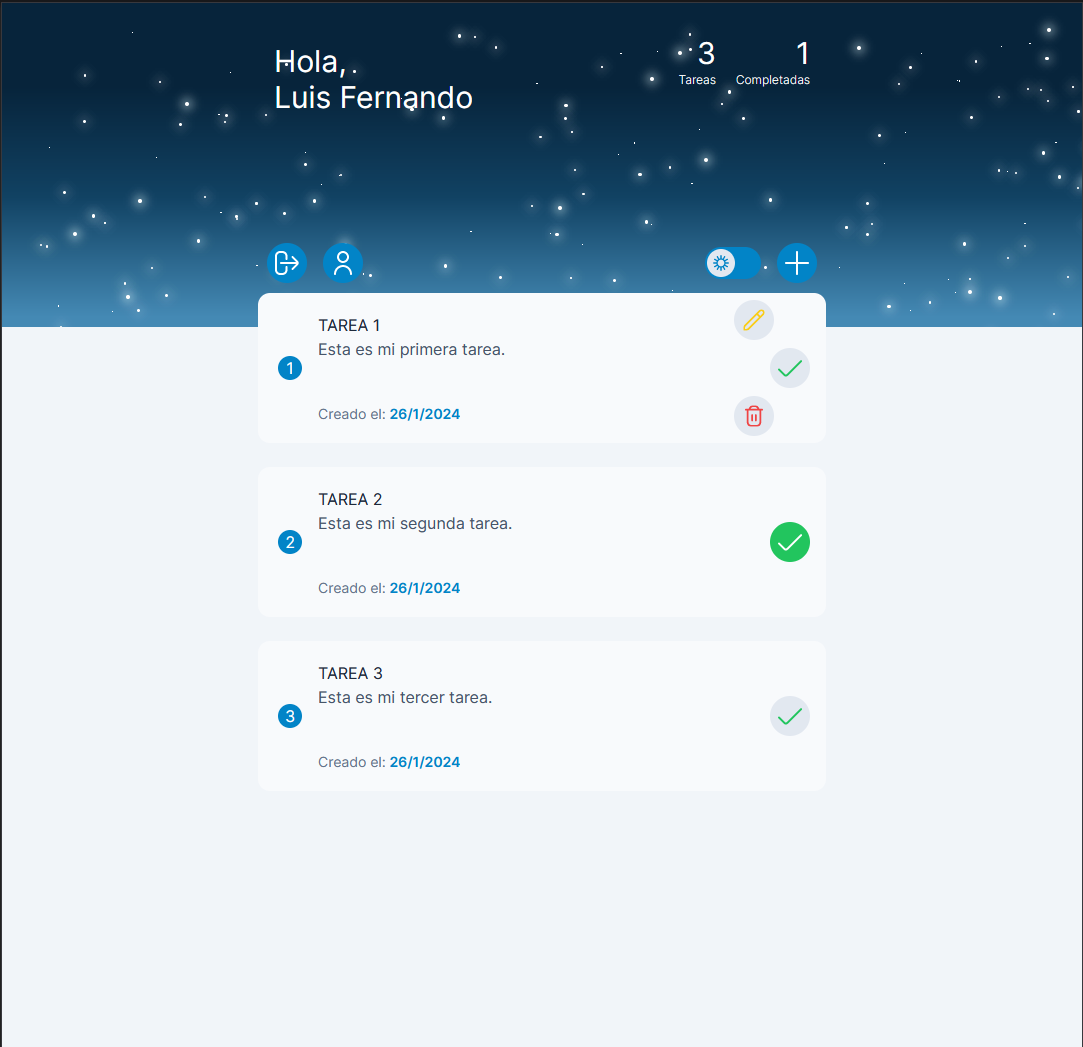 Hola,
Luis Fernando
3
Tareas
1
Completadas
TAREA 1
Esta es mi primera tarea.
1
Creado el: 26/1/2024
TAREA 2
Esta es mi segunda tarea.
2
Creado el: 26/1/2024
TAREA 3
Esta es mi tercer tarea.
3
Creado el: 26/1/2024